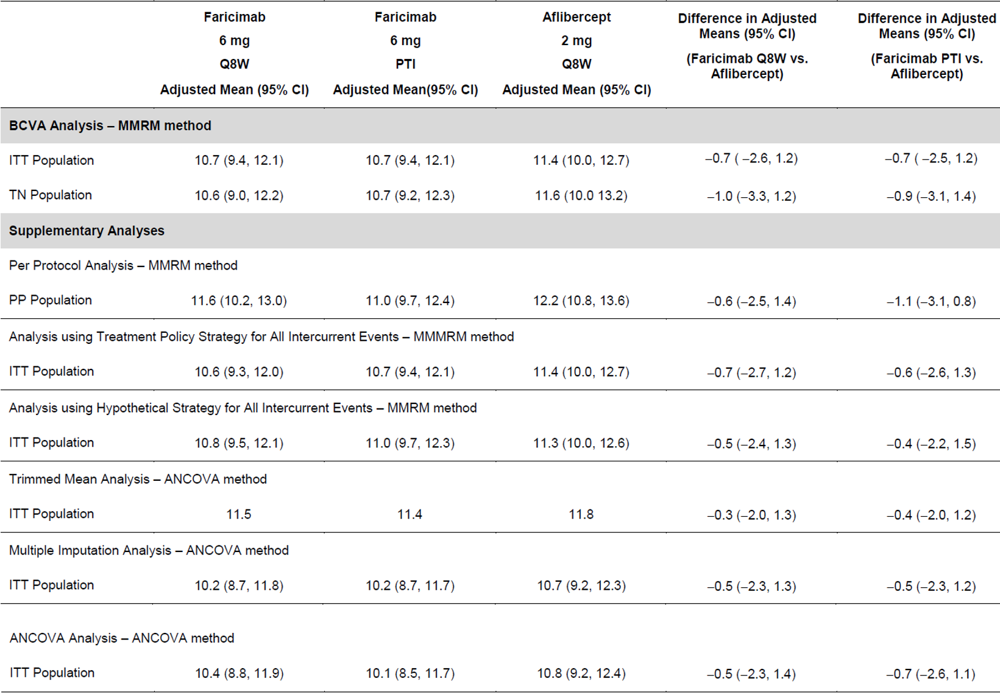 Faricimab Faricimab Aflibercept Difference in Adjusted Means (95% CI) Difference in Adjusted Means (95% CI)
6 mg 6 mg 2 mg
Q8W PTI Q8W (Faricimab Q8W vs. Aflibercept) (Faricimab PTI vs. Aflibercept)
Adjusted Mean (95% CI) Adjusted Mean(95% CI) Adjusted Mean (95% CI)
BCVA Analysis – MMRM method
ITT Population 10.7 (9.4, 12.1) 10.7 (9.4, 12.1) 11.4 (10.0, 12.7) −0.7 ( −2.6, 1.2) −0.7 ( −2.5, 1.2)
TN Population 10.6 (9.0, 12.2) 10.7 (9.2, 12.3) 11.6 (10.0 13.2) −1.0 (−3.3, 1.2) −0.9 (−3.1, 1.4)
Supplementary Analyses
Per Protocol Analysis – MMRM method
PP Population 11.6 (10.2, 13.0) 11.0 (9.7, 12.4) 12.2 (10.8, 13.6) −0.6 (−2.5, 1.4) −1.1 (−3.1, 0.8)
Analysis using Treatment Policy Strategy for All Intercurrent Events – MMMRM method
ITT Population 10.6 (9.3, 12.0) 10.7 (9.4, 12.1) 11.4 (10.0, 12.7) −0.7 (−2.7, 1.2) −0.6 (−2.6, 1.3)
Analysis using Hypothetical Strategy for All Intercurrent Events – MMRM method
ITT Population 10.8 (9.5, 12.1) 11.0 (9.7, 12.3) 11.3 (10.0, 12.6) −0.5 (−2.4, 1.3) −0.4 (−2.2, 1.5)
Trimmed Mean Analysis – ANCOVA method
ITT Population 11.5 11.4 11.8 −0.3 (−2.0, 1.3) −0.4 (−2.0, 1.2)
Multiple Imputation Analysis – ANCOVA method
ITT Population 10.2 (8.7, 11.8) 10.2 (8.7, 11.7) 10.7 (9.2, 12.3) −0.5 (−2.3, 1.3) −0.5 (−2.3, 1.2)
ANCOVA Analysis – ANCOVA method
ITT Population 10.4 (8.8, 11.9) 10.1 (8.5, 11.7) 10.8 (9.2, 12.4) −0.5 (−2.3, 1.4) −0.7 (−2.6, 1.1)